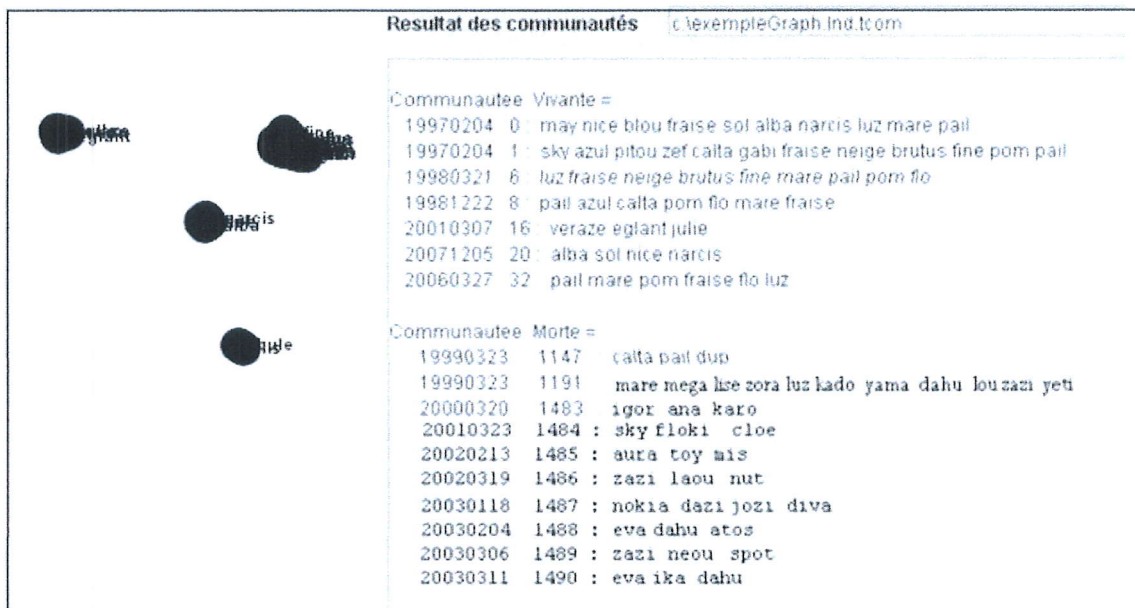 Resultat des communautés c:\exempleGraph.lnd.tcom
Communautee Vivante =
19970204 0 : may nice blou fraise sol alba narcis luz mare pail
19970204 1 : sky azul pitou zef calta gabi fraise neige brutus fine pom pail
19980321 6 : luz fraise neige brutus fine mare pail pom flo
19981222 8 : pail azul calta pom flo mare fraise
20010307 16 : veraze eglant julie
20071205 20 : alba sol nice narcis
20060327 32 pail mare pom fraise flo luz
Communautee Morte =
19990323 1147 : calta pail dup
19990323 1191 mare mega lise zora luz kado yama dahu lou zazi yeti
20000320 1483 igor ana karo
20010323 1484 : sky floki cloe
20020213 1485 : aura toy mis
20020319 1486 : zazi laou nut
20030118 1487 : nokia dazi jozi diva
20030204 1488 : eva dahu atos
20030306 1489 : zazi neou spot
20030311 1490 : eva ika dahu
eglant
narcis
alba